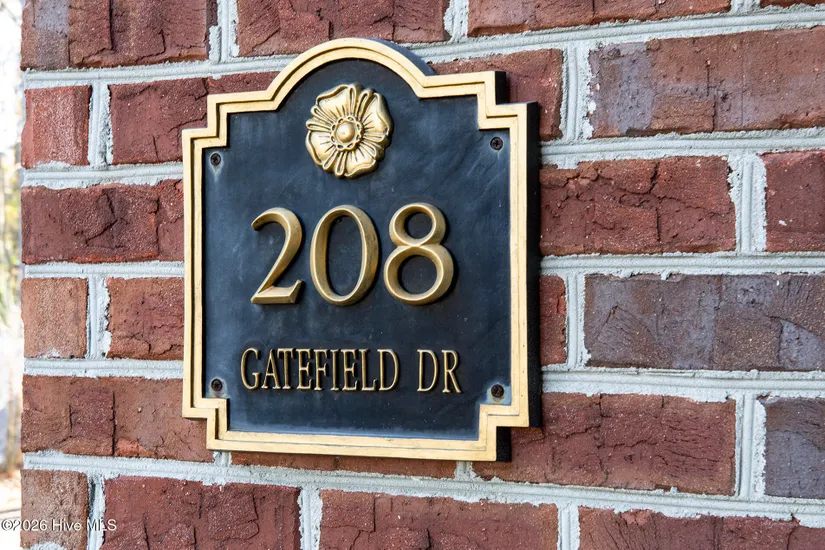 208
GATEFIELD DR
©2026 Hive MLS